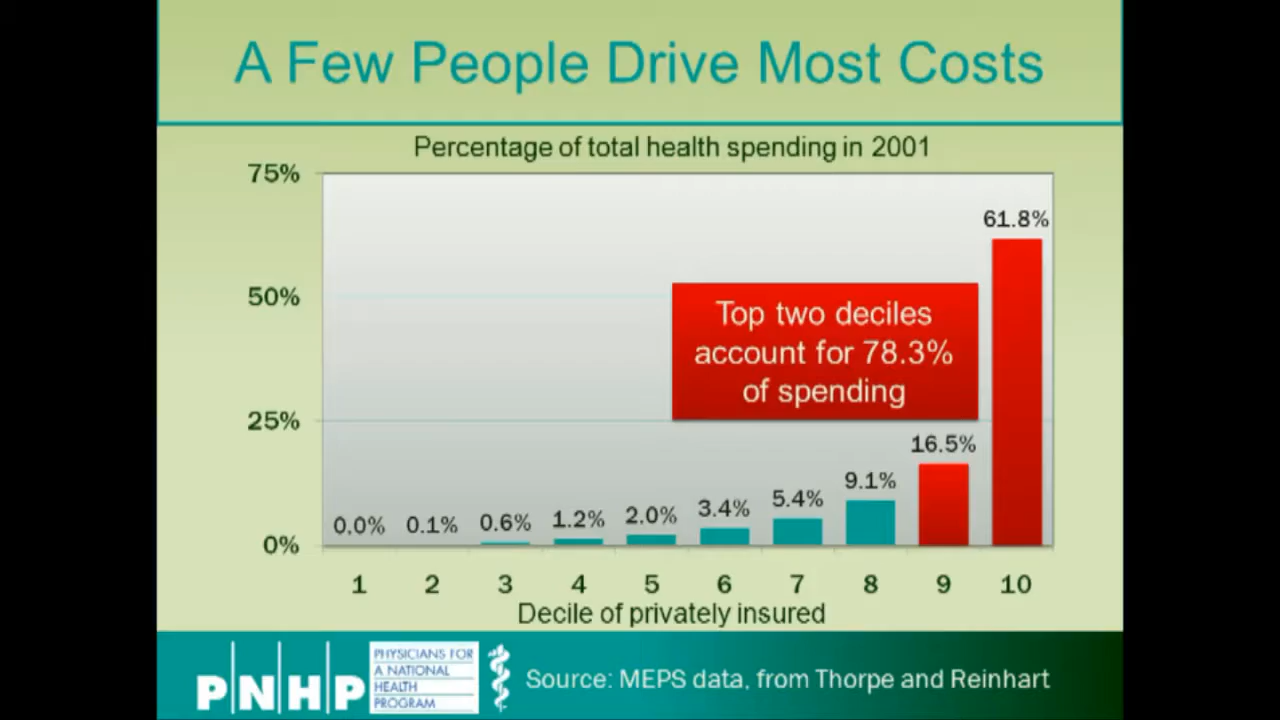 A Few People Drive Most Costs
Percentage of total health spending in 2001
75%
50%
25%
0%
0.0%
0.1%
0.6%
1.2%
2.0%
3.4%
5.4%
9.1%
16.5%
61.8%
Top two deciles
account for 78.3%
of spending
1 2 3 4 5 6 7 8 9 10
Decile of privately insured
PNHP
PHYSICIANS FOR
A NATIONAL
HEALTH
PROGRAM
Source: MEPS data, from Thorpe and Reinhart